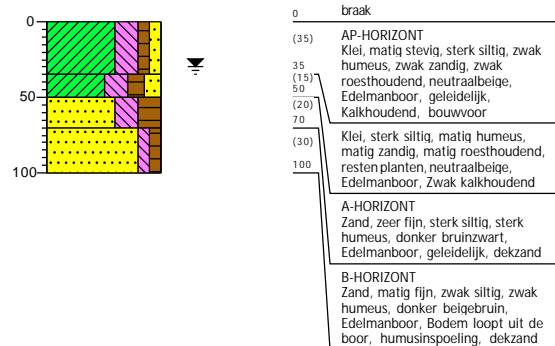 0
50
100
0
braak
(35)
AP-HORIZONT
Klei, matig stevig, sterk siltig, zwak
humeus, zwak zandig, zwak
roesthoudend, neutraalbeige,
Edelmanboor, geleidelijk,
Kalkhoudend, bouwvoor
35
(15)
Klei, sterk siltig, matig humeus,
matig zandig, matig roesthoudend,
resten planten, neutraalbeige,
Edelmanboor, Zwak kalkhoudend
50
(20)
A-HORIZONT
Zand, zeer fijn, sterk siltig, sterk
humeus, donker bruinzwart,
Edelmanboor, geleidelijk, dekzand
70
(30)
B-HORIZONT
Zand, matig fijn, zwak siltig, zwak
humeus, donker beigebruin,
Edelmanboor, Bodem loopt uit de
boor, humusinspoeling, dekzand
100